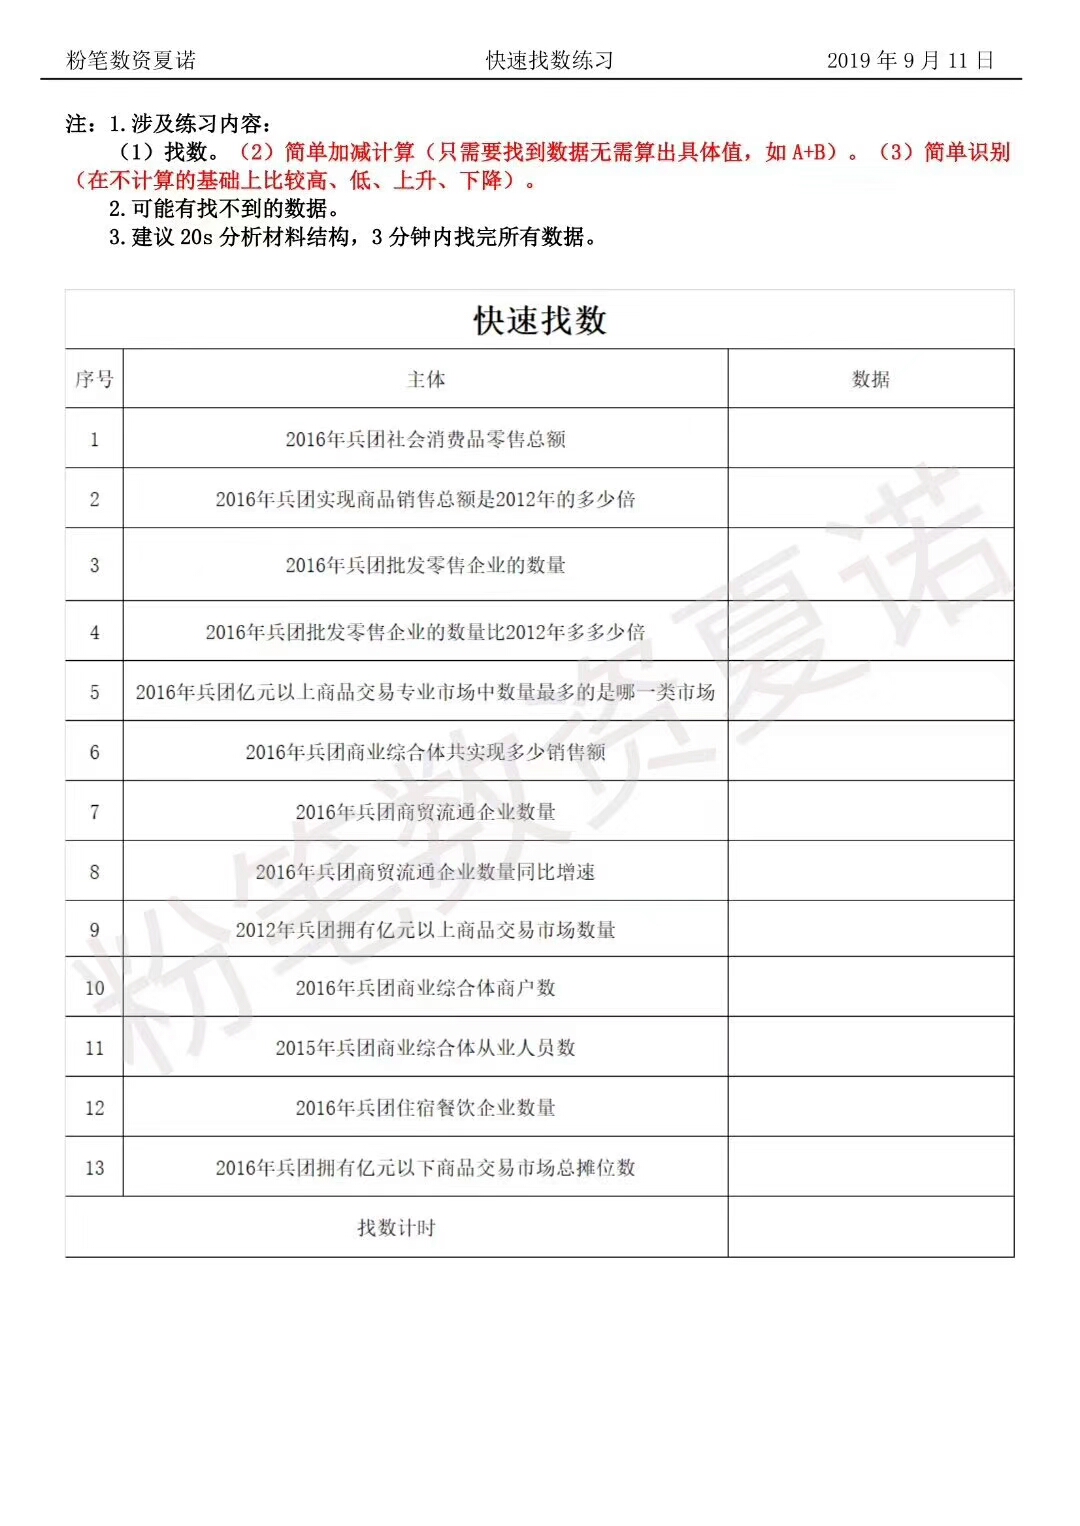 粉笔数资夏诺 快速找数练习 2019 年 9 月 11 日
注：1.涉及练习内容：
（1）找数。（2）简单加减计算（只需要找到数据无需算出具体值，如 A+B）。（3）简单识别
（在不计算的基础上比较高、低、上升、下降）。
2.可能有找不到的数据。
3.建议 20s 分析材料结构，3 分钟内找完所有数据。
快速找数
序号 主体 数据
1 2016年兵团社会消费品零售总额
2 2016年兵团实现商品销售总额是2012年的多少倍
3 2016年兵团批发零售企业的数量
4 2016年兵团批发零售企业的数量比2012年多多少倍
5 2016年兵团亿元以上商品交易专业市场中数量最多的是哪一类市场
6 2016年兵团商业综合体共实现多少销售额
7 2016年兵团商贸流通企业数量
8 2016年兵团商贸流通企业数量同比增速
9 2012年兵团拥有亿元以上商品交易市场数量
10 2016年兵团商业综合体商户数
11 2015年兵团商业综合体从业人员数
12 2016年兵团住宿餐饮企业数量
13 2016年兵团拥有亿元以下商品交易市场总摊位数
找数计时
粉笔数资夏诺